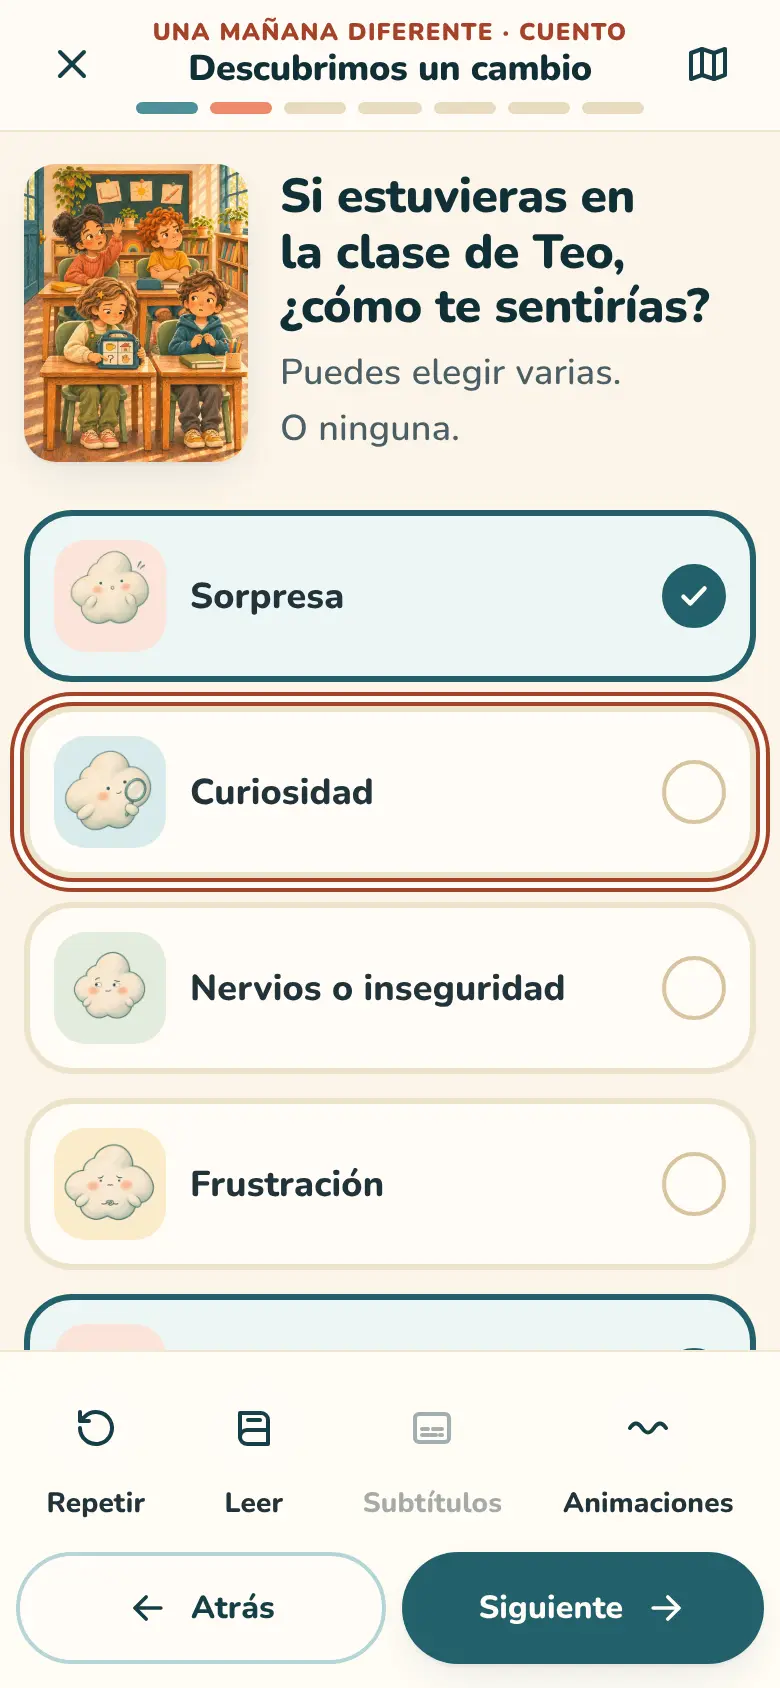 UNA MAÑANA DIFERENTE · CUENTO
Descubrimos un cambio
Si estuvieras en
la clase de Teo,
¿cómo te sentirías?
Puedes elegir varias.
O ninguna.
Sorpresa
Curiosidad
Nervios o inseguridad
Frustración
Repetir
Leer
Subtítulos
Animaciones
Atrás
Siguiente